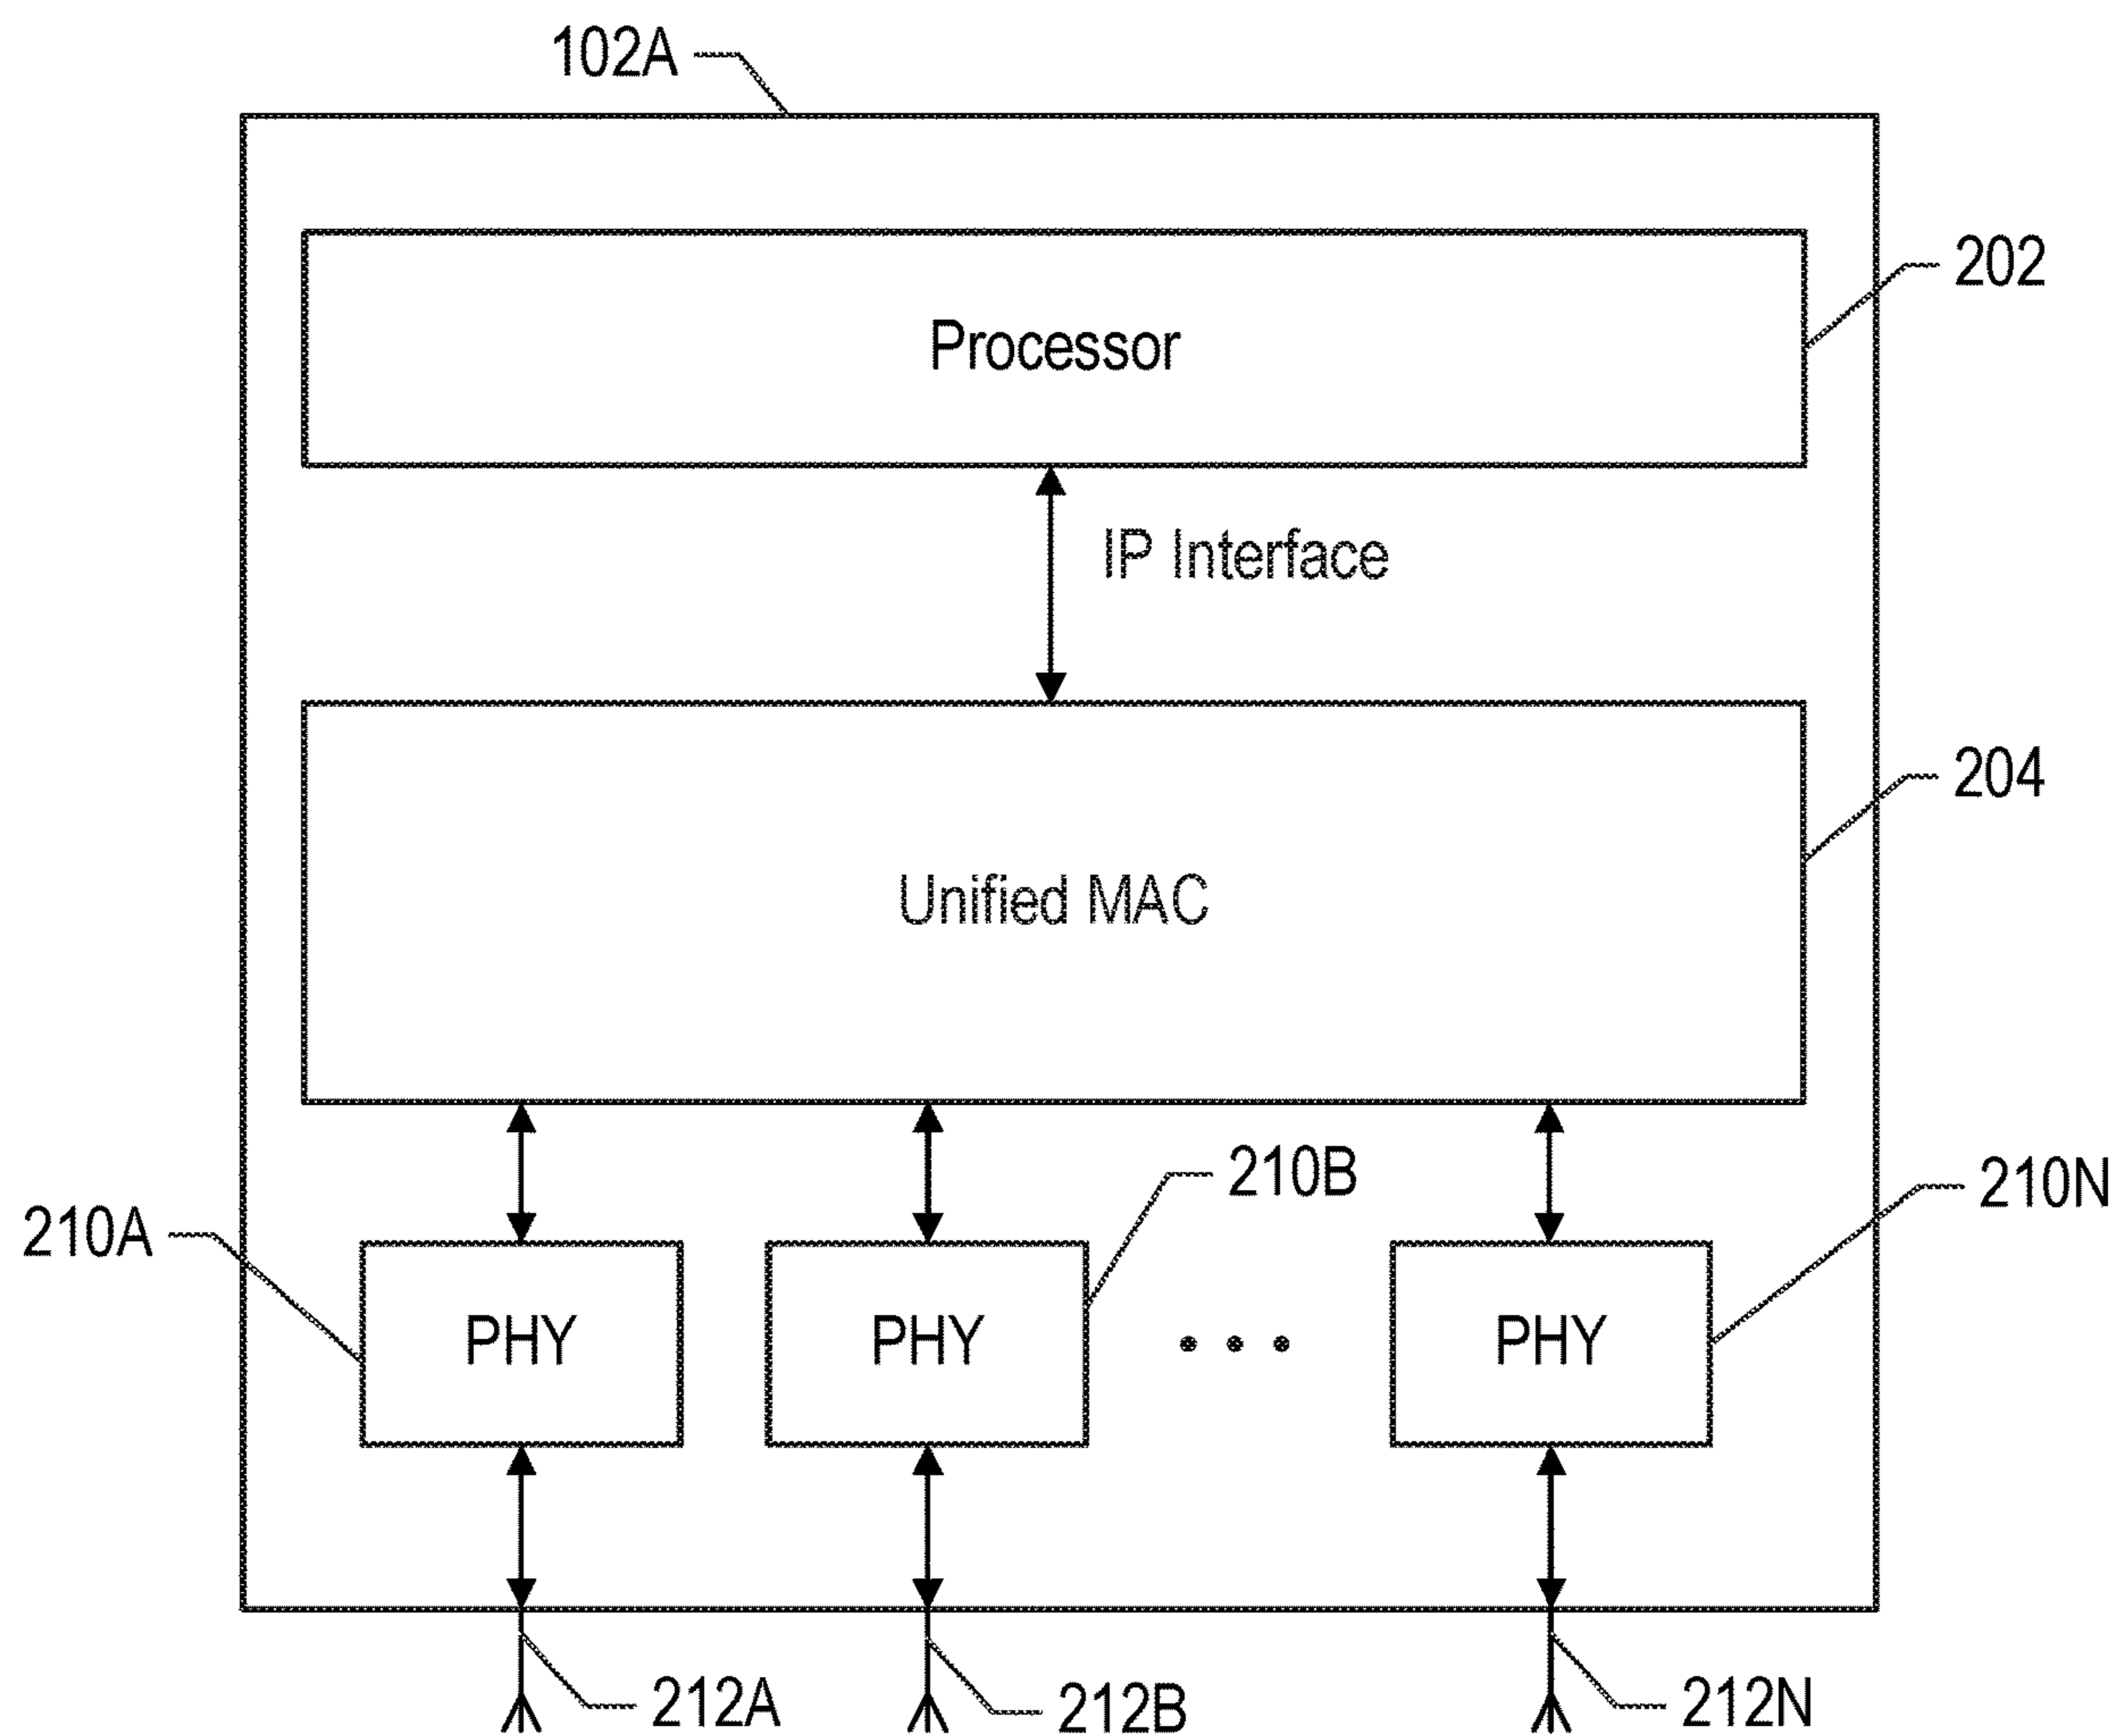 102A
202
Processor
IP Interface
204
Unified MAC
210B
210N
210A
PHY
PHY
PHY
212A
212B
212N